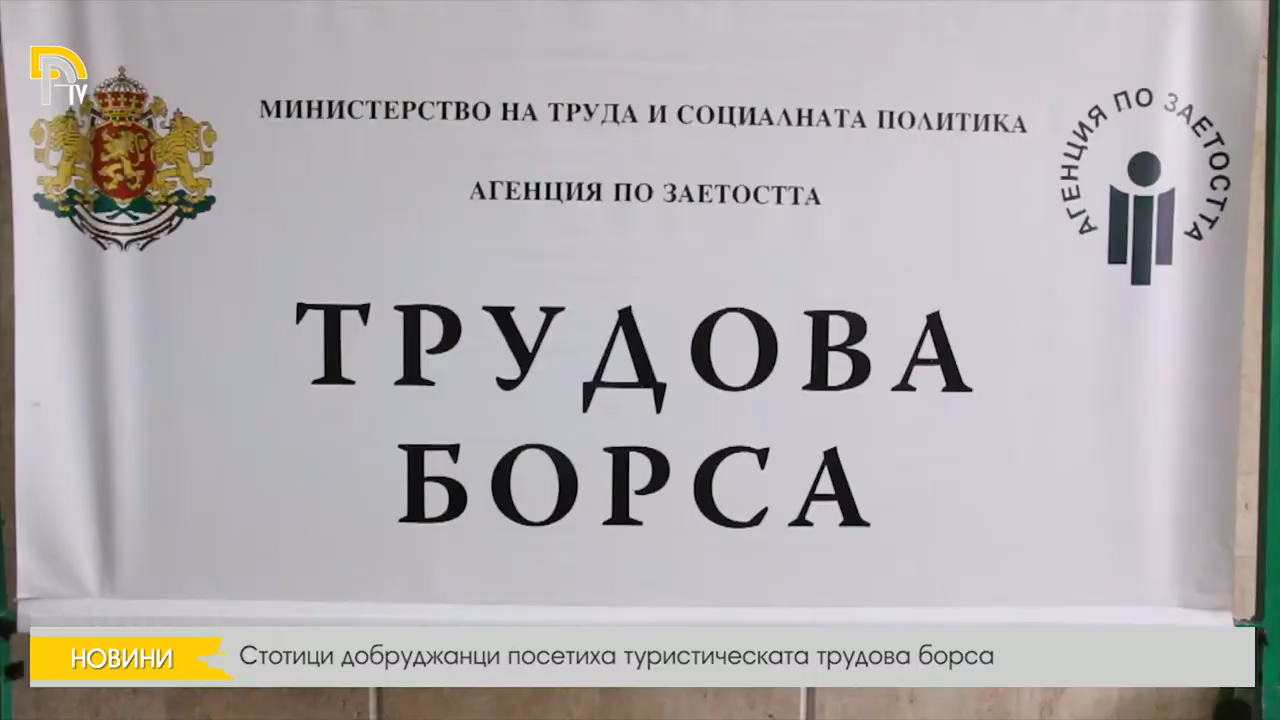 TV
МИНИСТЕРСТВО НА ТРУДА И СОЦИАЛНАТА ПОЛИТИКА
АГЕНЦИЯ ПО ЗАЕТОСТТА
АГЕНЦИЯ ПО ЗАЕТОСТТА
ТРУДОВА
БОРСА
НОВИНИ
Стотици добруджанци посетиха туристическата трудова борса